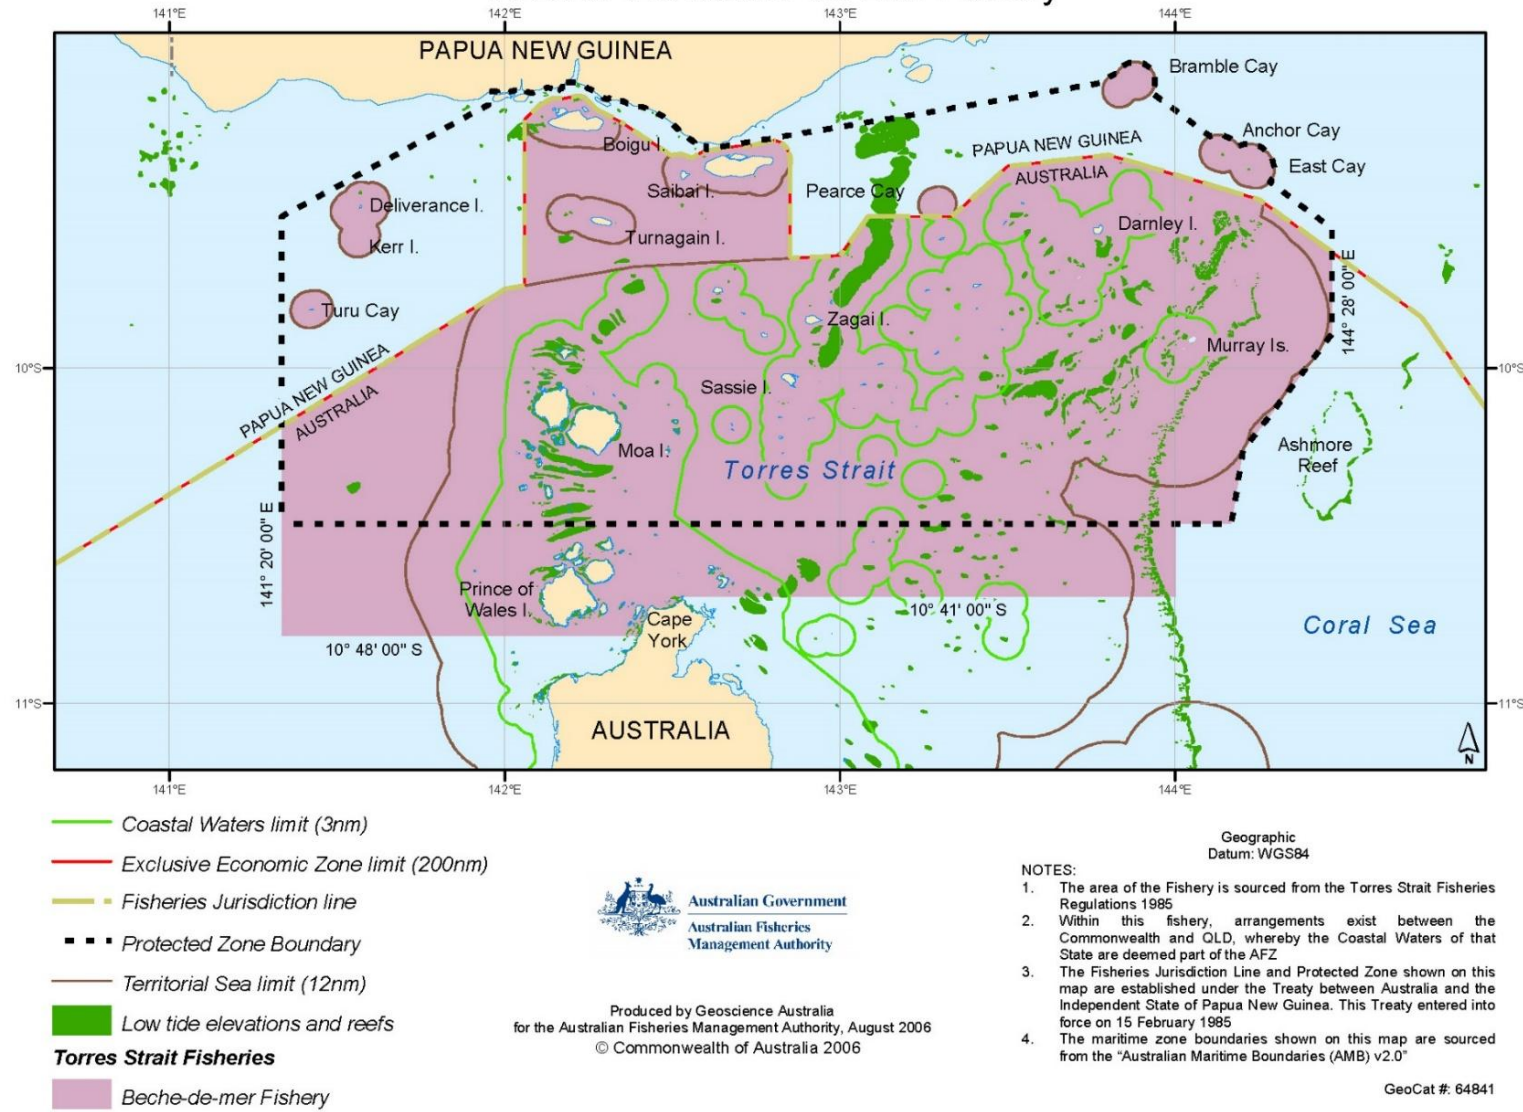 141°E
142°E
143°E
144°E
PAPUA NEW GUINEA
Bramble Cay
Anchor Cay
East Cay
PAPUA NEW GUINEA
AUSTRALIA
Boigu I.
Saibai I.
Pearce Cay
Deliverance I.
Kerr I.
Turnagain I.
Darnley I.
Turu Cay
Zagai I.
Murray Is.
144° 28' 00" E
10°S
10°S
PAPUA NEW GUINEA
AUSTRALIA
Sassie I.
Moa I.
Torres Strait
Ashmore
Reef
141° 20' 00" E
Prince of
Wales I.
Cape
York
10° 41' 00" S
10° 48' 00" S
Coral Sea
11°S
11°S
AUSTRALIA
N
141°E
142°E
143°E
144°E
Coastal Waters limit (3nm)
Exclusive Economic Zone limit (200nm)
Fisheries Jurisdiction line
Protected Zone Boundary
Territorial Sea limit (12nm)
Low tide elevations and reefs
Torres Strait Fisheries
Beche-de-mer Fishery
Australian Government
Australian Fisheries
Management Authority
Produced by Geoscience Australia
for the Australian Fisheries Management Authority, August 2006
© Commonwealth of Australia 2006
Geographic
Datum: WGS84
NOTES:
1. The area of the Fishery is sourced from the Torres Strait Fisheries
Regulations 1985
2. Within this fishery, arrangements exist between the
Commonwealth and QLD, whereby the Coastal Waters of that
State are deemed part of the AFZ
3. The Fisheries Jurisdiction Line and Protected Zone shown on this
map are established under the Treaty between Australia and the
Independent State of Papua New Guinea. This Treaty entered into
force on 15 February 1985
4. The maritime zone boundaries shown on this map are sourced
from the "Australian Maritime Boundaries (AMB) v2.0"
GeoCat #: 64841